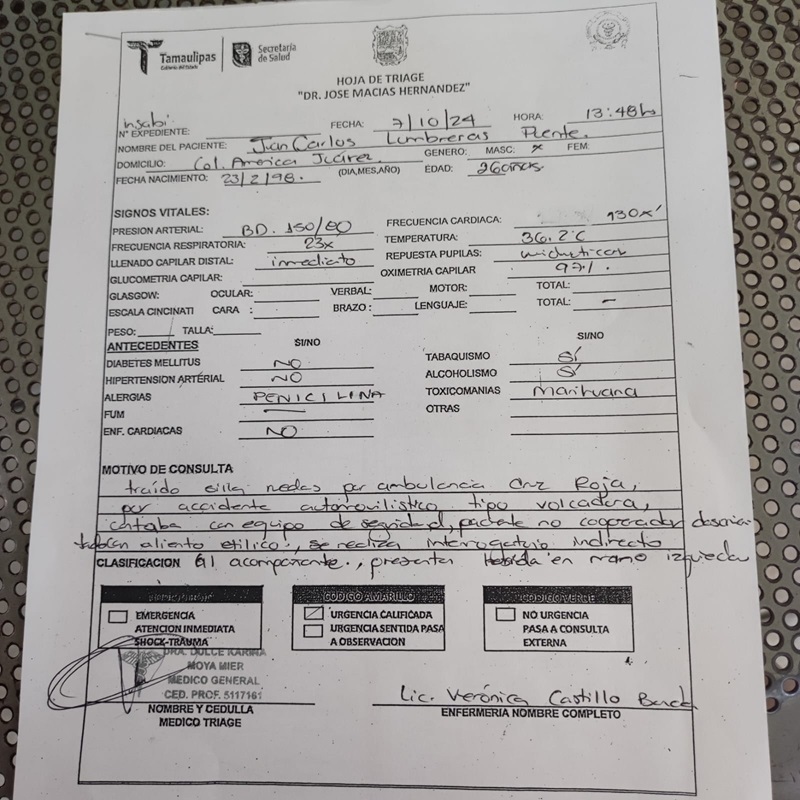 Tamaulipas
Secretaría
de Salud
HOJA DE TRIAGE
"DR. JOSE MACIAS HERNANDEZ"
insabi
N° EXPEDIENTE: FECHA: 7/10/24 HORA: 13:48hs
NOMBRE DEL PACIENTE: Juan Carlos Lumbreras Puente.
DOMICILIO: Col. America Juárez. GENERO: MASC: x FEM:
FECHA NACIMIENTO: 23/2/98. (DIA,MES,AÑO) EDAD: 26
SIGNOS VITALES:
PRESION ARTERIAL: BD. 150/80 FRECUENCIA CARDIACA: 130x'
FRECUENCIA RESPIRATORIA: 23x TEMPERATURA: 36.2°C
LLENADO CAPILAR DISTAL: inmediato REPUESTA PUPILAS:
GLUCOMETRIA CAPILAR: OXIMETRIA CAPILAR 97%.
GLASGOW: OCULAR: VERBAL: MOTOR: TOTAL:
ESCALA CINCINATI CARA : BRAZO : LENGUAJE: TOTAL: –
PESO: TALLA:
ANTECEDENTES SI/NO SI/NO
DIABETES MELLITUS NO TABAQUISMO SÍ
HIPERTENSION ARTÉRIAL NO ALCOHOLISMO SÍ
ALERGIAS PENICILINA TOXICOMANIAS Marihuana
FUM — OTRAS
ENF. CARDIACAS NO
MOTIVO DE CONSULTA
traído silla ruedas por ambulancia Cruz Roja,
por accidente automovilistico tipo volcadura,
contaba con equipo de seguridad, paciente no cooperador
aliento etilico., se realiza interrogatorio indirecto
CLASIFICACION a acompañante., presenta Herida en mano izquierda
EMERGENCIA
ATENCION INMEDIATA
SHOCK-TRAUMA
CODIGO AMARILLO
URGENCIA CALIFICADA
URGENCIA SENTIDA PASA
A OBSERVACION
CODIGO VERDE
NO URGENCIA
PASA A CONSULTA
EXTERNA
DRA. DULCE KARINA
MOYA MIER
MEDICO GENERAL
CED. PROF. 5117161
NOMBRE Y CEDULLA
MEDICO TRIAGE
Lic. Verónica Castillo
ENFERMERIA NOMBRE COMPLETO